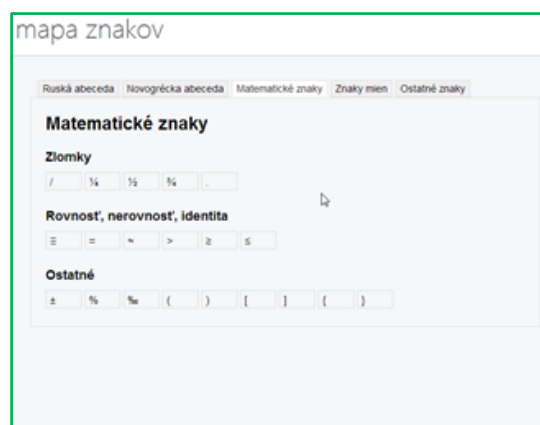 mapa znakov
Ruská abeceda Novogrécka abeceda Matematické znaky Znaky mien Ostatné znaky
Matematické znaky
Zlomky
/ ¼ ½ ¾ .
Rovnosť, nerovnosť, identita
Ξ = ≈ > ≥ ≤
Ostatné
± % ‰ ( ) [ ] { }